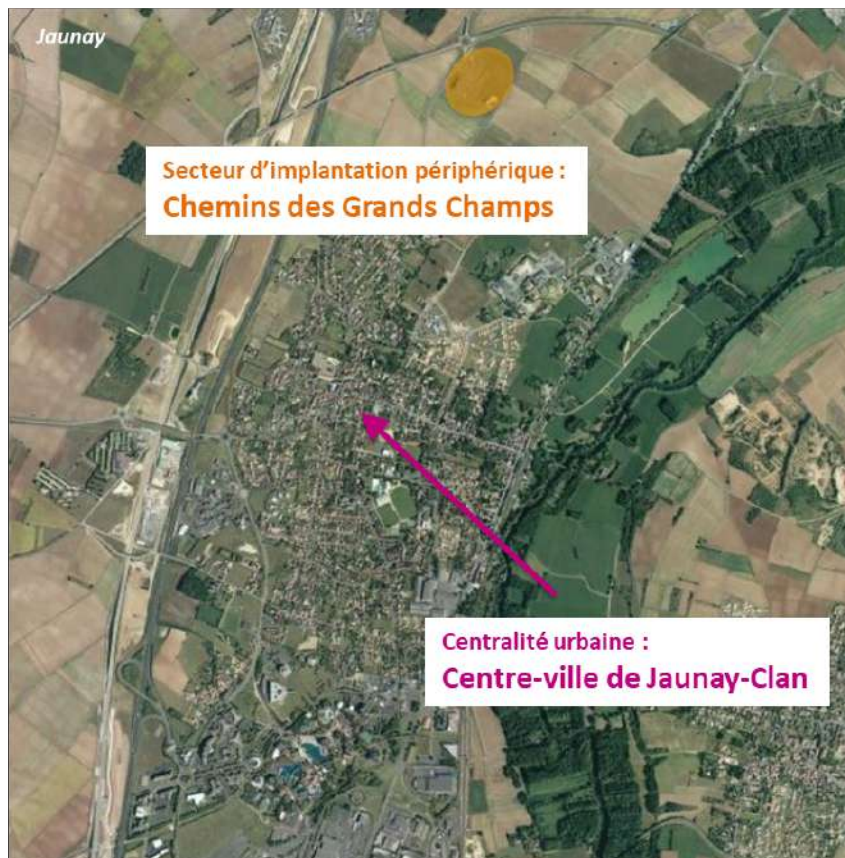 Jaunay
Secteur d'implantation périphérique :
Chemins des Grands Champs
Centralité urbaine :
Centre-ville de Jaunay-Clan